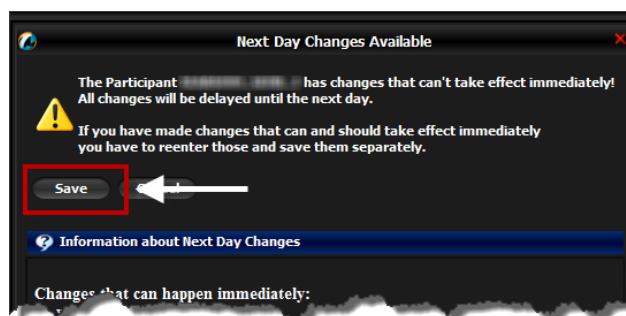 Next Day Changes Available
The Participant has changes that can't take effect immediately!
All changes will be delayed until the next day.
If you have made changes that can and should take effect immediately
you have to reenter those and save them separately.
Save
Information about Next Day Changes
Changes that can happen immediately: